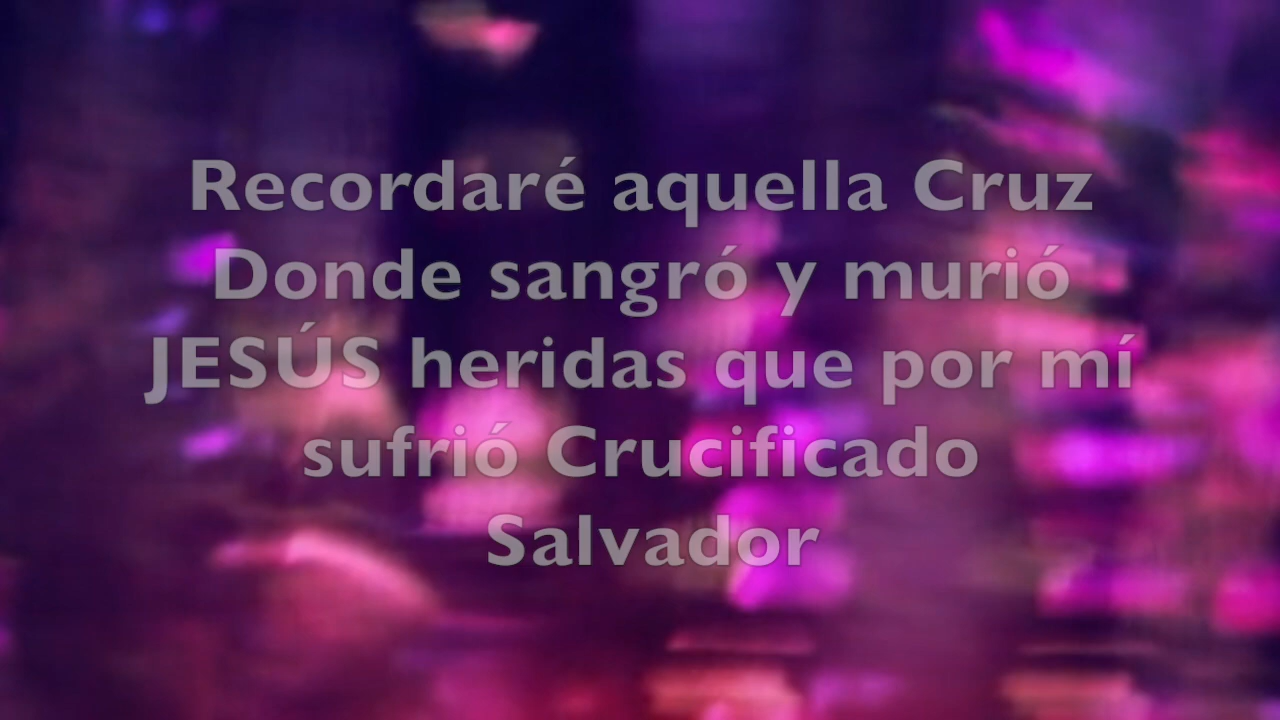 Recordaré aquella Cruz
Donde sangró y murió
JESÚS heridas que por mí
sufrió Crucificado
Salvador